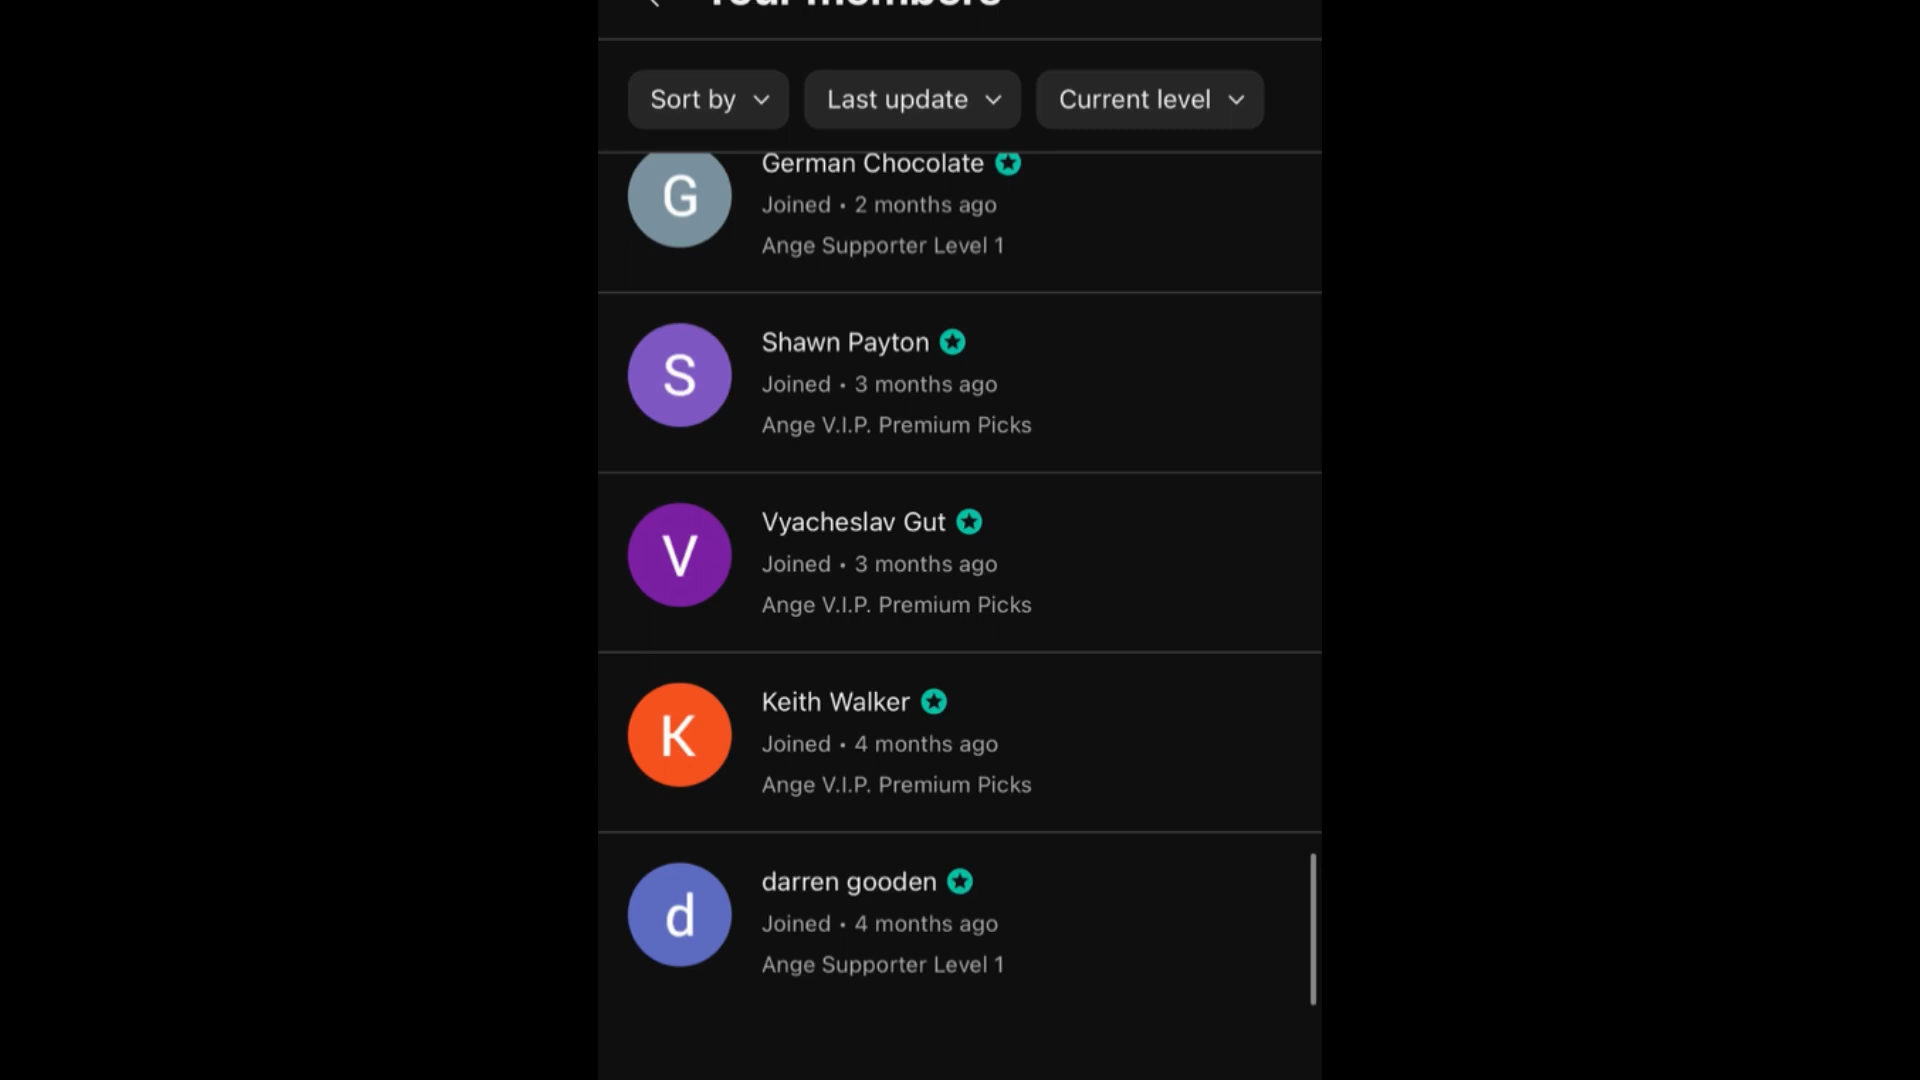 Your members
Sort by
Last update
Current level
G
German Chocolate
Joined • 2 months ago
Ange Supporter Level 1
S
Shawn Payton
Joined • 3 months ago
Ange V.I.P. Premium Picks
V
Vyacheslav Gut
Joined • 3 months ago
Ange V.I.P. Premium Picks
K
Keith Walker
Joined • 4 months ago
Ange V.I.P. Premium Picks
d
darren gooden
Joined • 4 months ago
Ange Supporter Level 1